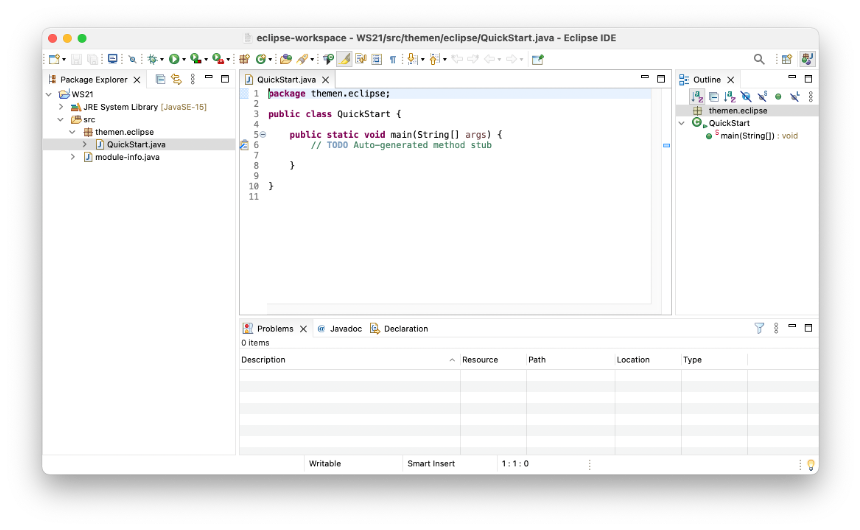 eclipse-workspace - WS21/src/themen/eclipse/QuickStart.java - Eclipse IDE
Package Explorer
WS21
JRE System Library [JavaSE-15]
src
themen.eclipse
QuickStart.java
module-info.java
QuickStart.java
1 package themen.eclipse;
2
3 public class QuickStart {
4
5 public static void main(String[] args) {
6 // TODO Auto-generated method stub
7
8 }
9
10 }
11
Outline
themen.eclipse
QuickStart
main(String[]) : void
Problems Javadoc Declaration
0 items
Description Resource Path Location Type
Writable Smart Insert 1 : 1 : 0